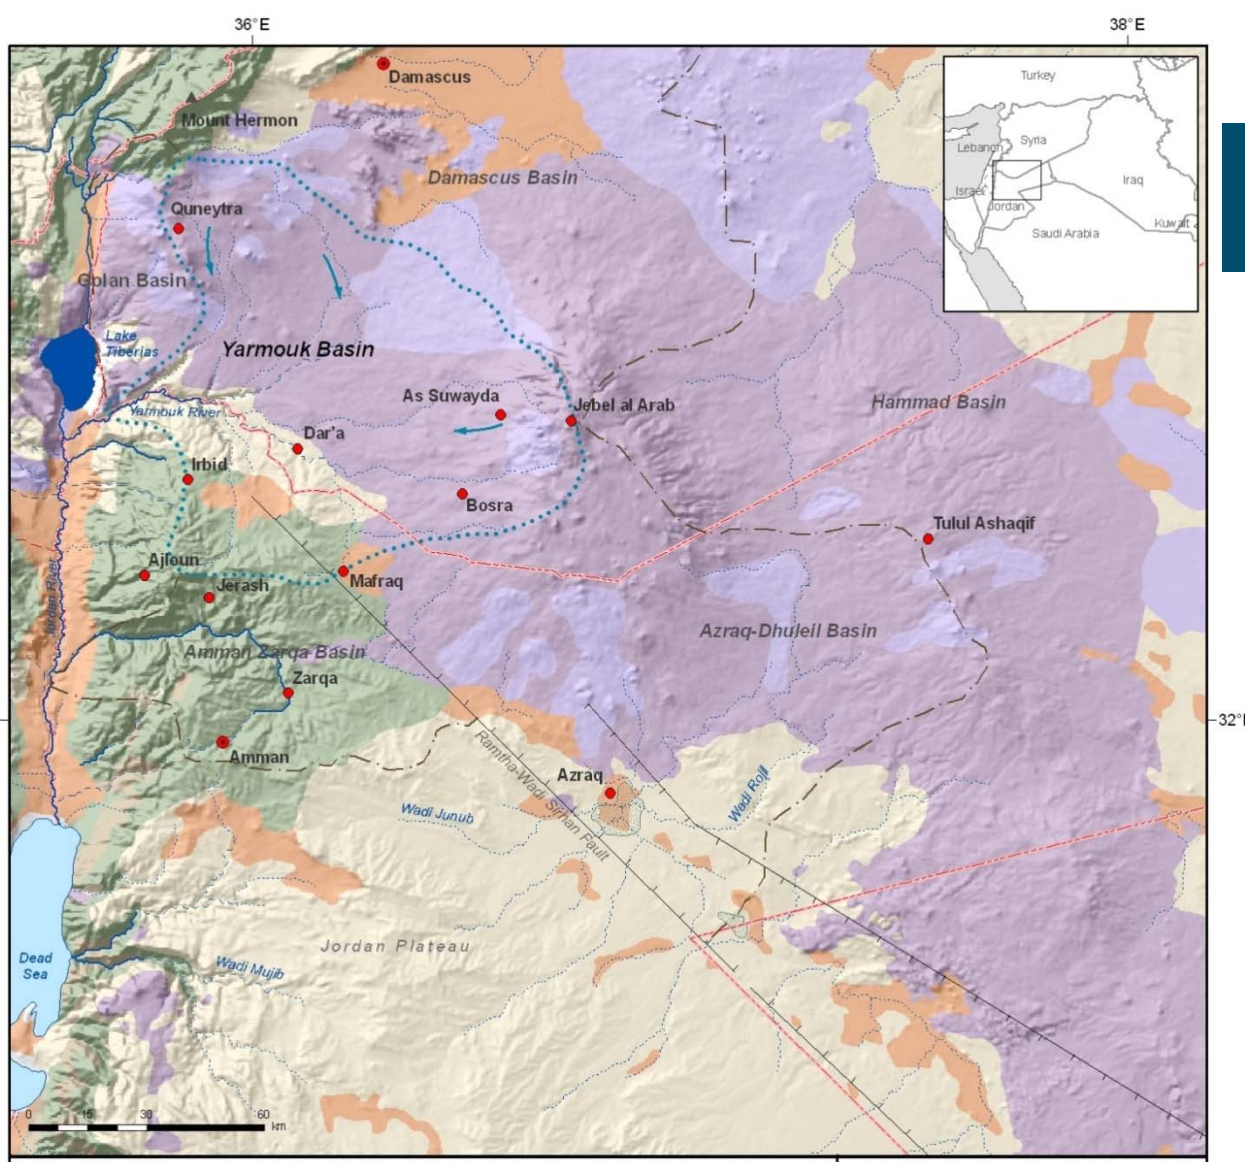 36°E
38°E
Damascus
Turkey
Mount Hermon
Syria
Lebanon
Damascus Basin
Iraq
Israel
Jordan
Quneytra
Kuwait
Saudi Arabia
Golan Basin
Lake
Tiberias
Yarmouk Basin
As Suwayda
Jebel al Arab
Hammad Basin
Yarmouk River
Dar'a
Irbid
Bosra
Tulul Ashaqif
Ajloun
Jerash
Mafraq
Jordan River
Azraq-Dhuleil Basin
Amman Zarqa Basin
Zarqa
32°
Amman
Ramtha-Wadi Sirhan Fault
Azraq
Wadi Rojil
Wadi Junub
Jordan Plateau
Dead
Sea
Wadi Mujib
0 15 30 60
km